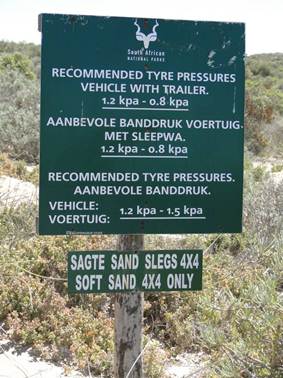 South African
NATIONAL PARKS
RECOMMENDED TYRE PRESSURES
VEHICLE WITH TRAILER.
1.2 kpa - 0.8 kpa
AANBEVOLE BANDDRUK VOERTUIG
MET SLEEPWA.
1.2 kpa - 0.8 kpa
RECOMMENDED TYRE PRESSURES.
AANBEVOLE BANDDRUK.
VEHICLE:
VOERTUIG: 1.2 kpa - 1.5 kpa
SAGTE SAND SLEGS 4X4
SOFT SAND 4X4 ONLY